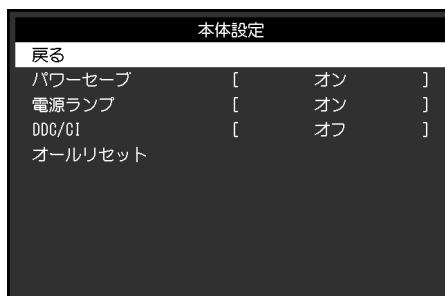 本体設定
戻る
パワーセーブ [ オン ]
電源ランプ [ オン ]
DDC/CI [ オフ ]
オールリセット